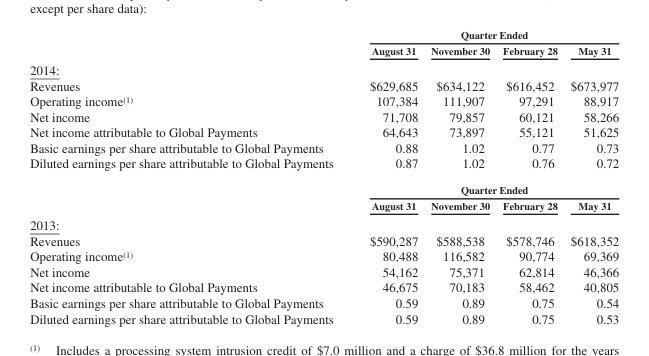 except per share data):
Quarter Ended
August 31 November 30 February 28 May 31
2014:
Revenues $629,685 $634,122 $616,452 $673,977
Operating income(1) 107,384 111,907 97,291 88,917
Net income 71,708 79,857 60,121 58,266
Net income attributable to Global Payments 64,643 73,897 55,121 51,625
Basic earnings per share attributable to Global Payments 0.88 1.02 0.77 0.73
Diluted earnings per share attributable to Global Payments 0.87 1.02 0.76 0.72
Quarter Ended
August 31 November 30 February 28 May 31
2013:
Revenues $590,287 $588,538 $578,746 $618,352
Operating income(1) 80,488 116,582 90,774 69,369
Net income 54,162 75,371 62,814 46,366
Net income attributable to Global Payments 46,675 70,183 58,462 40,805
Basic earnings per share attributable to Global Payments 0.59 0.89 0.75 0.54
Diluted earnings per share attributable to Global Payments 0.59 0.89 0.75 0.53
(1) Includes a processing system intrusion credit of $7.0 million and a charge of $36.8 million for the years